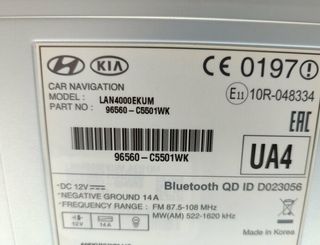 HYUNDAI KIA
CE 0197
CAR NAVIGATION
MODEL : LAN4000EKUM
PART NO : 96560- C5501WK
E11 10R-048334
96560- C5501WK
EAC
UA4
DC 12V
NEGATIVE GROUND 14A
FREQUENCY RANGE : FM 87.5-108 MHz
MW(AM) 522-1620 kHz
Bluetooth QD ID D023056
12V 14A
Made in Korea